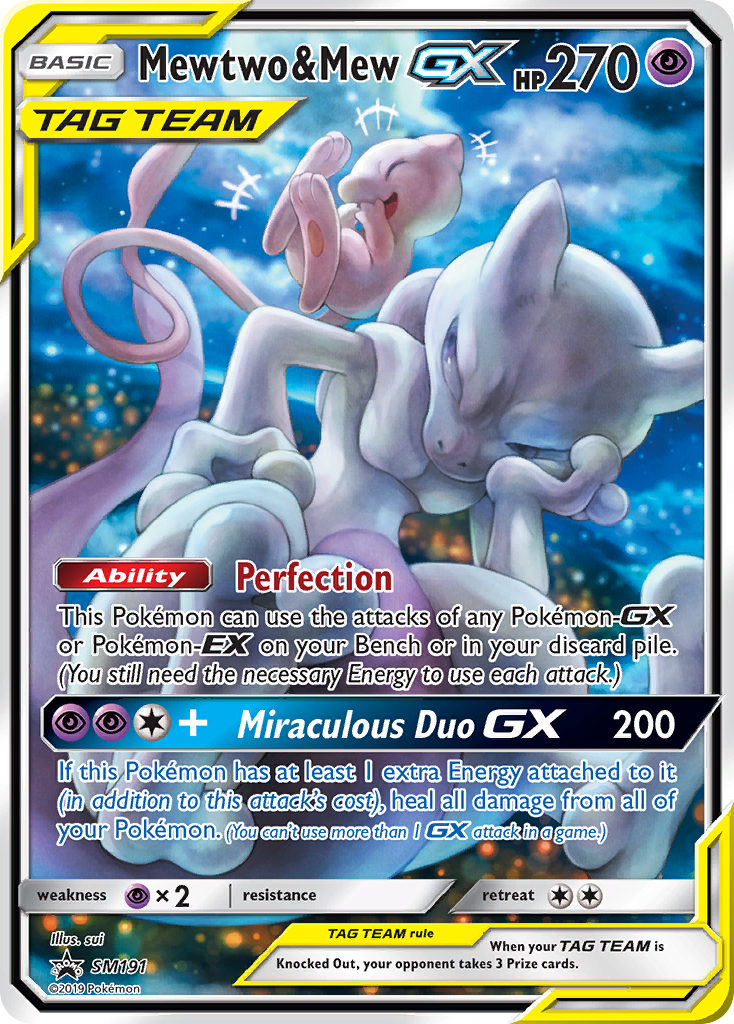 BASIC Mewtwo&Mew GX HP270
TAG TEAM
Ability Perfection
This Pokémon can use the attacks of any Pokémon-GX
or Pokémon-EX on your Bench or in your discard pile.
(You still need the necessary Energy to use each attack.)
+ Miraculous Duo GX 200
If this Pokémon has at least 1 extra Energy attached to it
(in addition to this attack's cost), heal all damage from all of
your Pokémon. (You can't use more than 1 GX attack in a game.)
weakness ×2 resistance retreat
Illus. sui
SM191
©2019 Pokémon
TAG TEAM rule
When your TAG TEAM is
Knocked Out, your opponent takes 3 Prize cards.